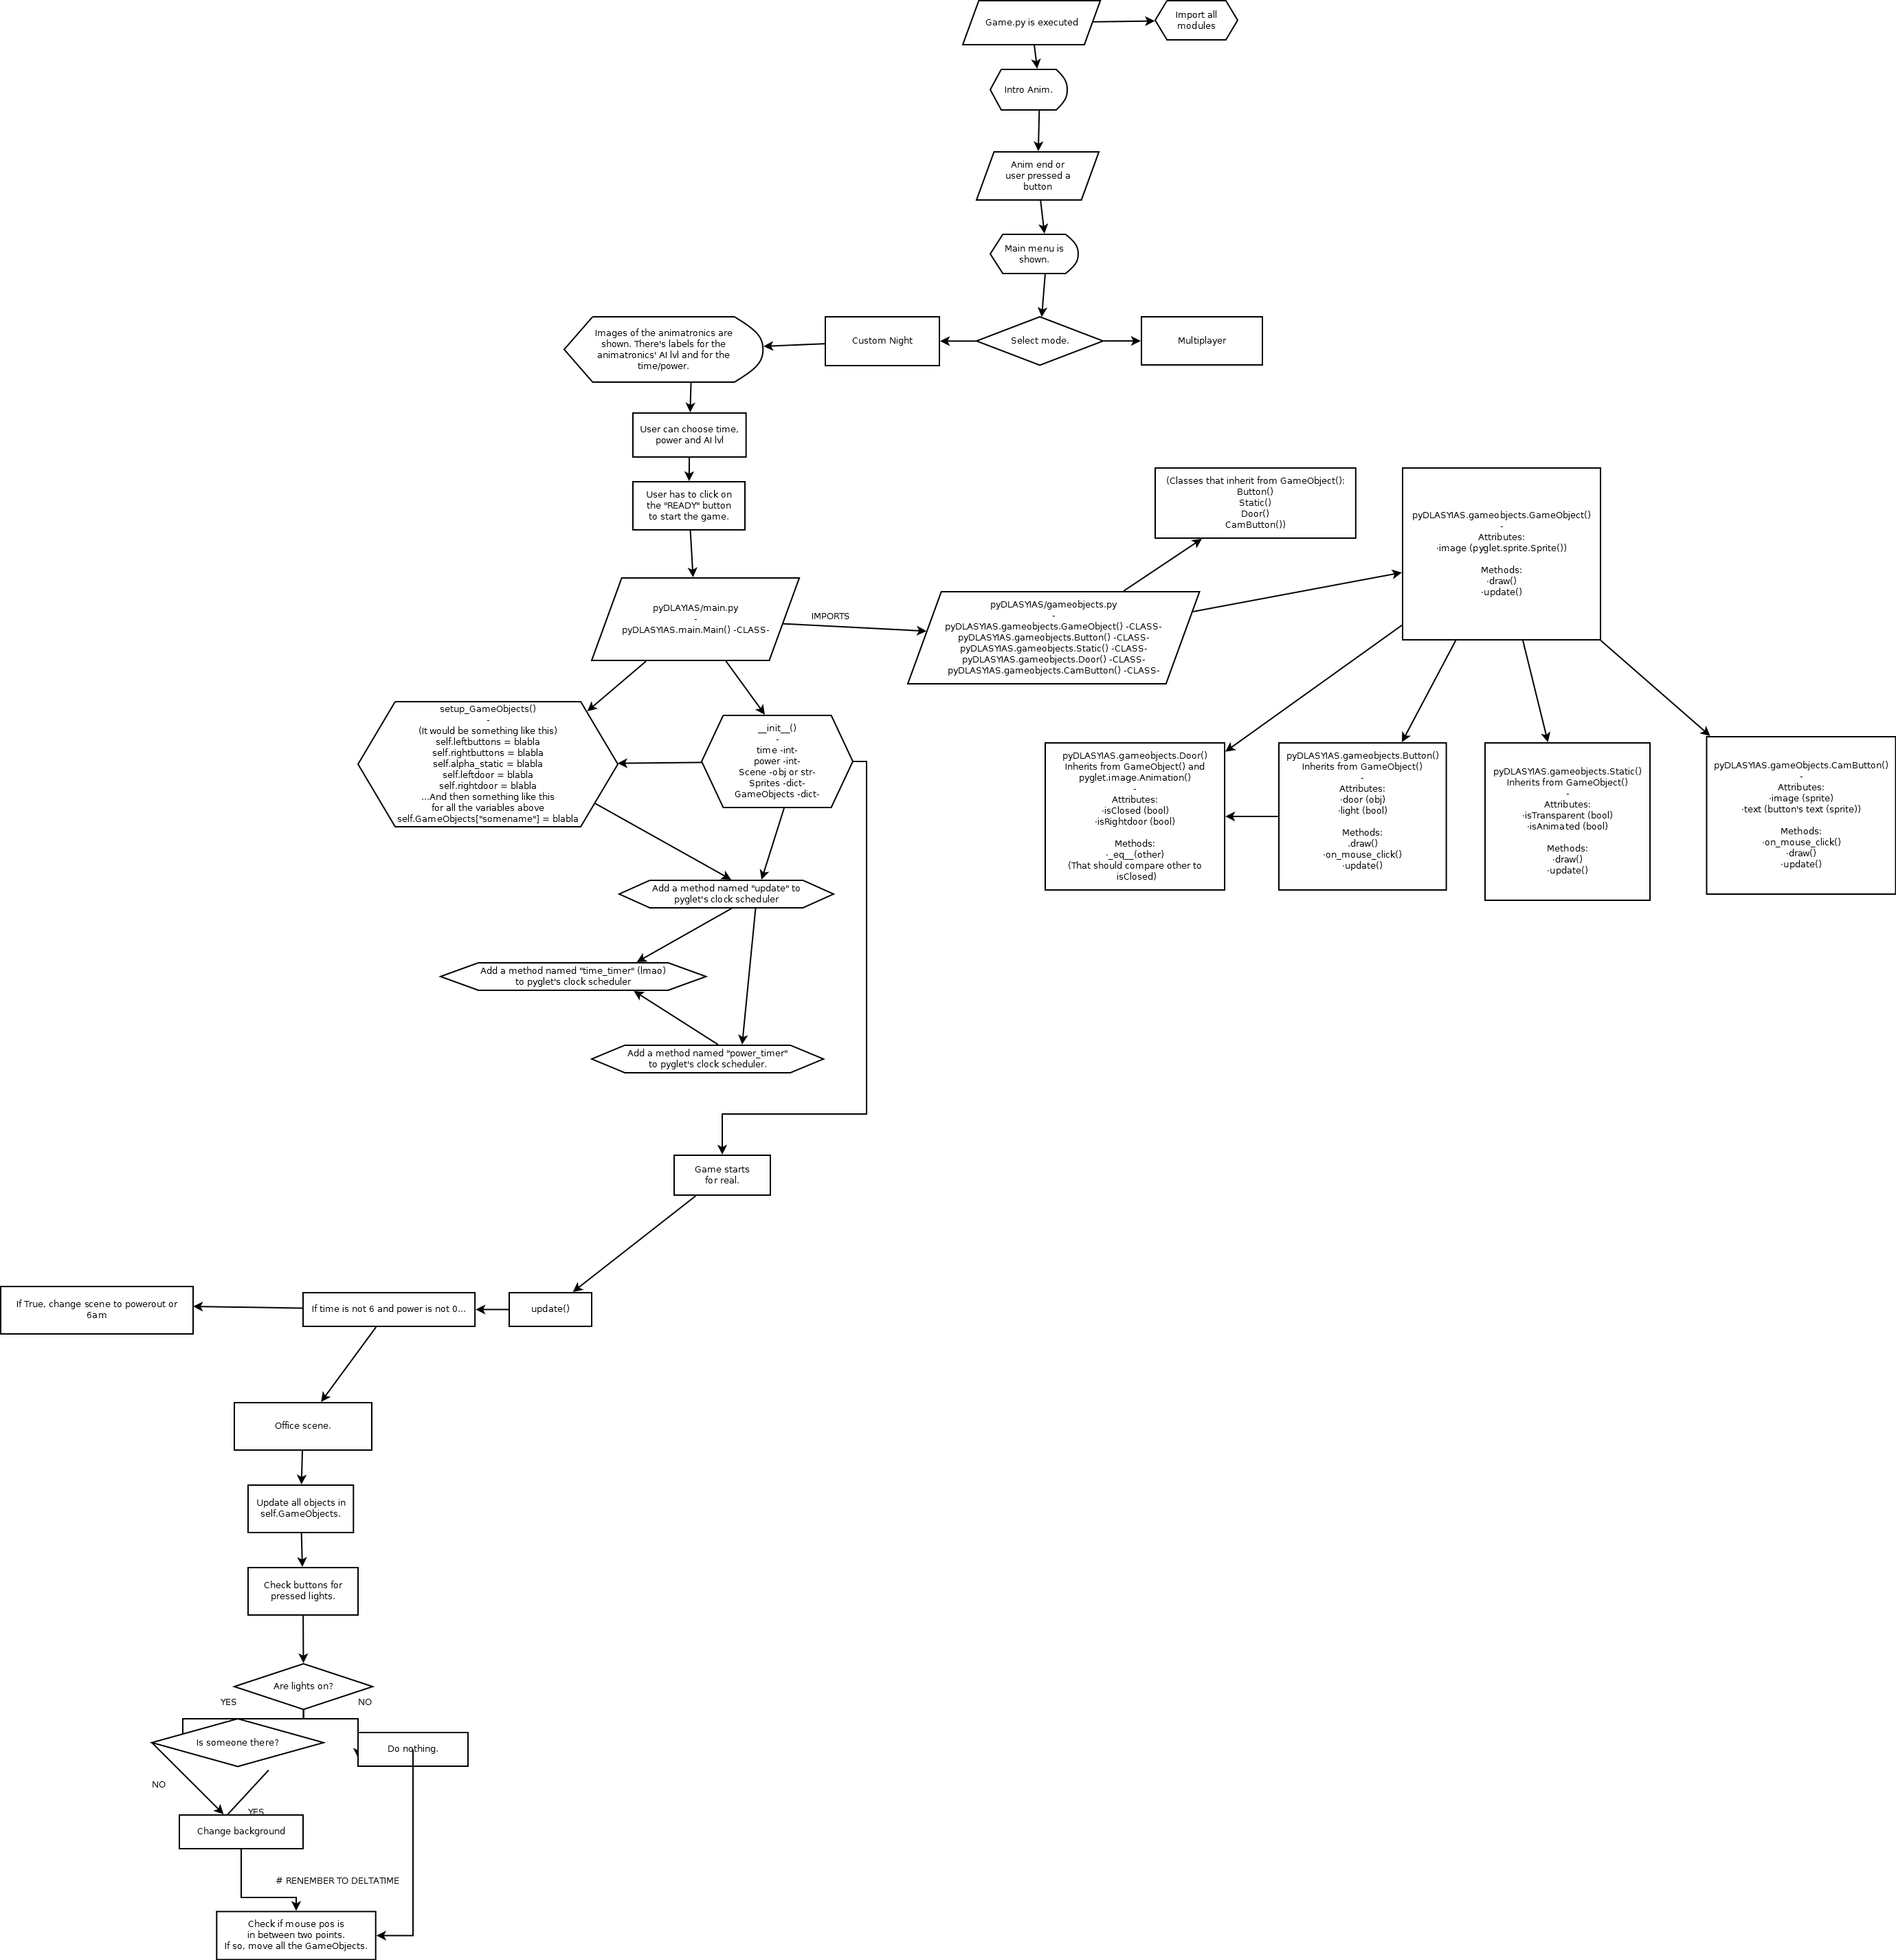 Game.py is executed
Import all
modules
Intro Anim.
Anim end or
user pressed a
button
Main menu is
shown.
Images of the animatronics are
shown. There's labels for the
animatronics' AI lvl and for the
time/power.
Custom Night
Select mode.
Multiplayer
User can choose time,
power and AI lvl
User has to click on
the "READY" button
to start the game.
(Classes that inherit from GameObject():
Button()
Static()
Door()
CamButton())
pyDLASYIAS.gameobjects.GameObject()
-
Attributes:
·image (pyglet.sprite.Sprite())
Methods:
·draw()
·update()
pyDLAYIAS/main.py
-
pyDLASYIAS.main.Main() -CLASS-
IMPORTS
pyDLASYIAS/gameobjects.py
-
pyDLASYIAS.gameobjects.GameObject() -CLASS-
pyDLASYIAS.gameobjects.Button() -CLASS-
pyDLASYIAS.gameobjects.Static() -CLASS-
pyDLASYIAS.gameobjects.Door() -CLASS-
pyDLASYIAS.gameobjects.CamButton() -CLASS-
setup_GameObjects()
-
(It would be something like this)
self.leftbuttons = blabla
self.rightbuttons = blabla
self.alpha_static = blabla
self.leftdoor = blabla
self.rightdoor = blabla
...And then something like this
for all the variables above
self.GameObjects["somename"] = blabla
__init__()
-
time -int-
power -int-
Scene -obj or str-
Sprites -dict-
GameObjects -dict-
pyDLASYIAS.gameobjects.Door()
Inherits from GameObject() and
pyglet.image.Animation()
-
Attributes:
·isClosed (bool)
·isRightdoor (bool)
Methods:
·_eq__(other)
(That should compare other to
isClosed)
pyDLASYIAS.gameobjects.Button()
Inherits from GameObject()
-
Attributes:
·door (obj)
·light (bool)
Methods:
.draw()
·on_mouse_click()
·update()
pyDLASYIAS.gameobjects.Static()
Inherits from GameObject()
-
Attributes:
·isTransparent (bool)
·isAnimated (bool)
Methods:
·draw()
·update()
pyDLASYIAS.gameObjects.CamButton()
-
Attributes:
·image (sprite)
·text (button's text (sprite))
Methods:
·on_mouse_click()
·draw()
·update()
Add a method named "update" to
pyglet's clock scheduler
Add a method named "time_timer" (lmao)
to pyglet's clock scheduler
Add a method named "power_timer"
to pyglet's clock scheduler.
Game starts
for real.
If True, change scene to powerout or
6am
If time is not 6 and power is not 0...
update()
Office scene.
Update all objects in
self.GameObjects.
Check buttons for
pressed lights.
Are lights on?
YES
NO
Is someone there?
Do nothing.
NO
YES
Change background
# RENEMBER TO DELTATIME
Check if mouse pos is
in between two points.
If so, move all the GameObjects.